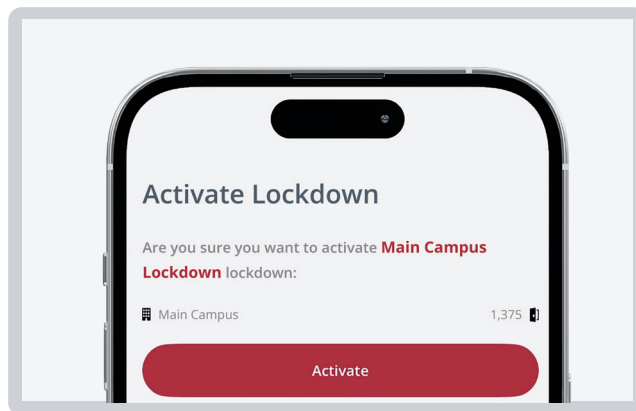 Activate Lockdown
Are you sure you want to activate Main Campus
Lockdown lockdown:
Main Campus 1,375
Activate